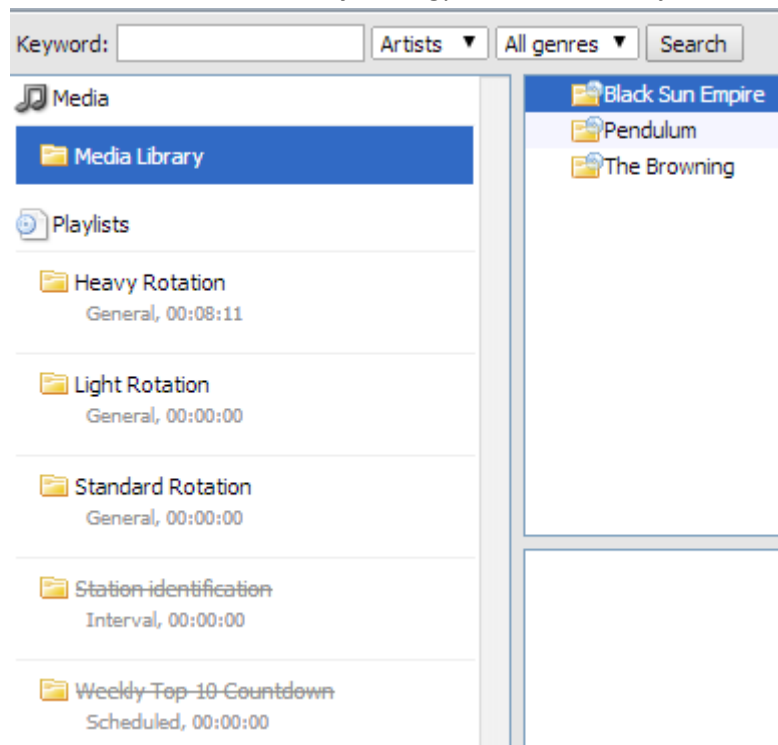 Keyword: Artists All genres Search
Media
Media Library
Playlists
Heavy Rotation
General, 00:08:11
Light Rotation
General, 00:00:00
Standard Rotation
General, 00:00:00
Station identification
Interval, 00:00:00
Weekly Top 10 Countdown
Scheduled, 00:00:00
Black Sun Empire
Pendulum
The Browning